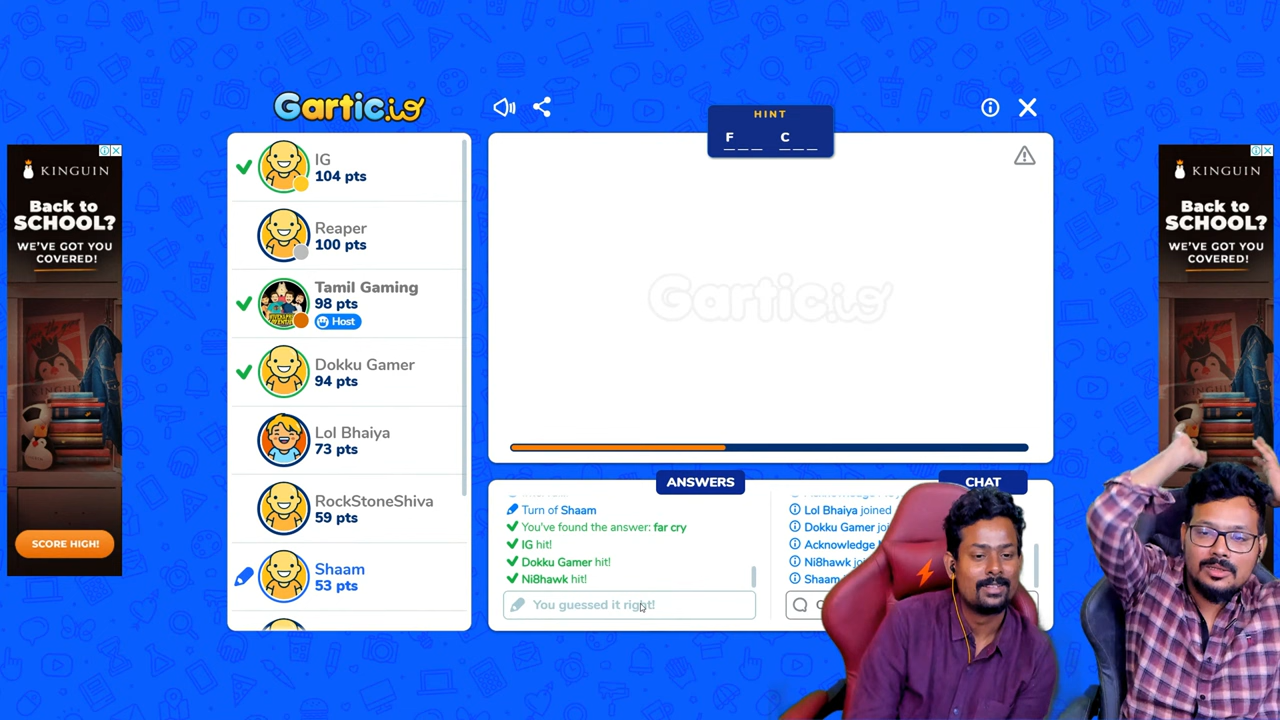 Gartic.io
HINT
F _ _ C _ _
KINGUIN
Back to
SCHOOL?
WE'VE GOT YOU
COVERED!
SCORE HIGH!
IG
104 pts
Reaper
100 pts
Tamil Gaming
98 pts
Host
Dokku Gamer
94 pts
Lol Bhaiya
73 pts
RockStoneShiva
59 pts
Shaam
53 pts
Gartic.io
ANSWERS
Turn of Shaam
You've found the answer: far cry
IG hit!
Dokku Gamer hit!
Ni8hawk hit!
You guessed it right!
CHAT
Lol Bhaiya joined
Dokku Gamer
Acknowledge
Ni8hawk
Shaam
KINGUIN
Back to
SCHOOL?
WE'VE GOT YOU
COVERED!